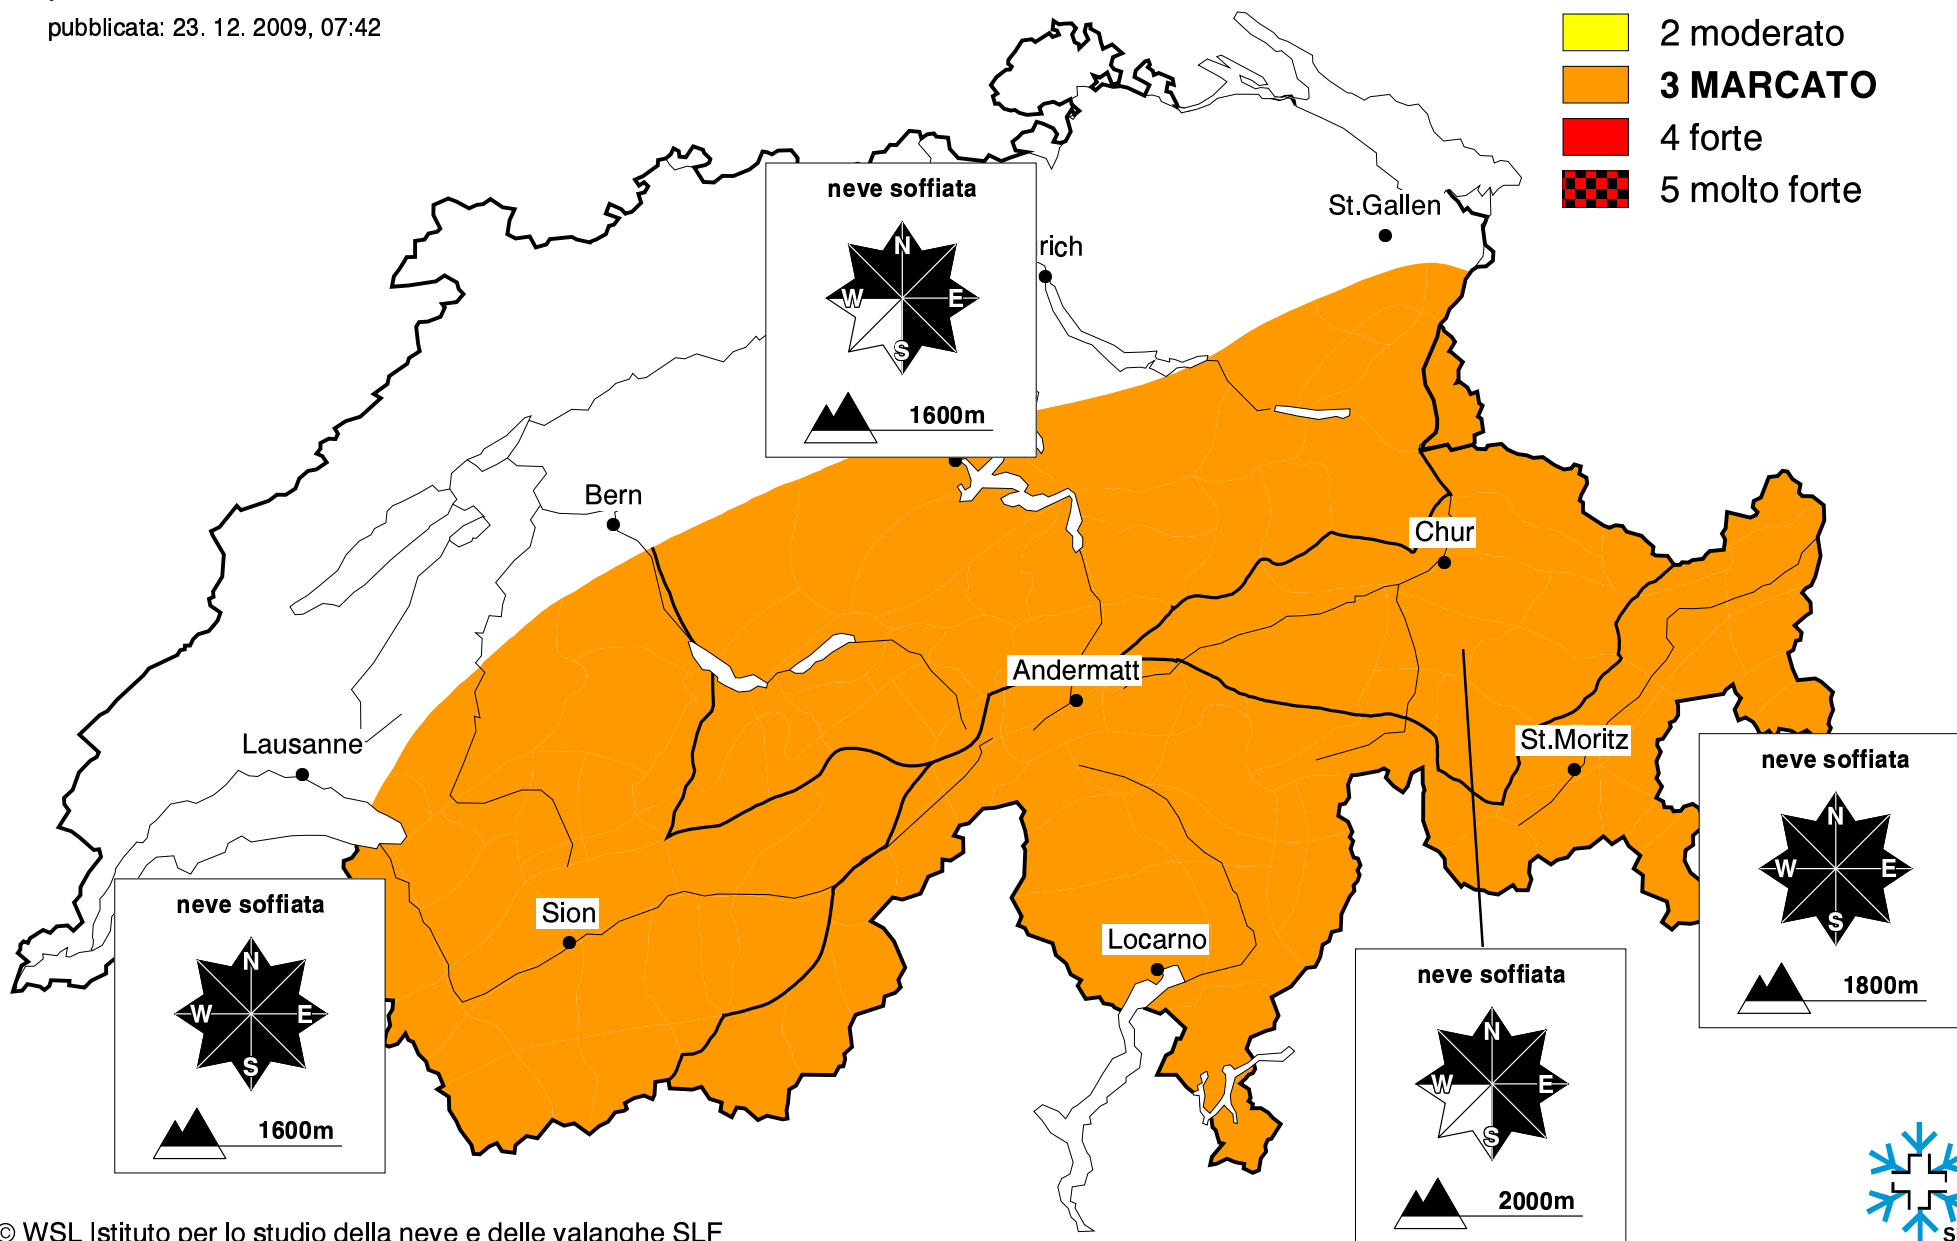 pubblicata: 23. 12. 2009, 07:42
2 moderato
3 MARCATO
4 forte
5 molto forte
neve soffiata
N
W E
S
1600m
rich
St.Gallen
Bern
Chur
Andermatt
Lausanne
St.Moritz
Sion
Locarno
neve soffiata
N
W E
S
1600m
neve soffiata
N
W E
S
2000m
neve soffiata
N
W E
S
1800m
© WSL Istituto per lo studio della neve e delle valanghe SLF
S